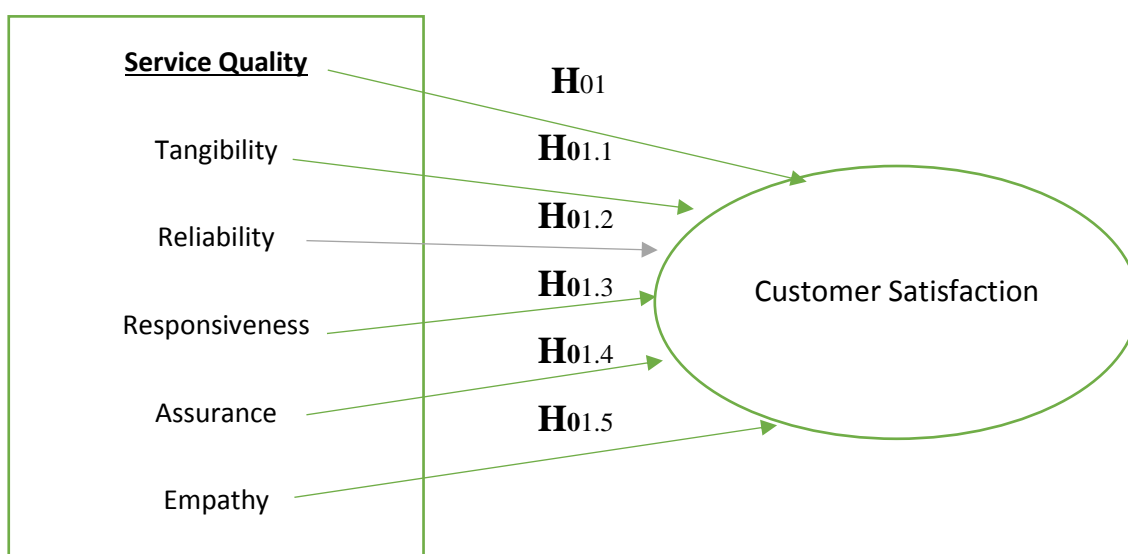 Service Quality
H01
Tangibility
H01.1
Reliability
H01.2
Responsiveness
H01.3
Customer Satisfaction
Assurance
H01.4
Empathy
H01.5